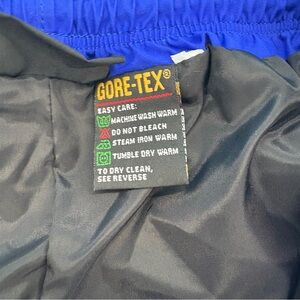 GORE-TEX®
EASY CARE:
MACHINE WASH WARM
DO NOT BLEACH
STEAM IRON WARM
TUMBLE DRY WARM
TO DRY CLEAN,
SEE REVERSE